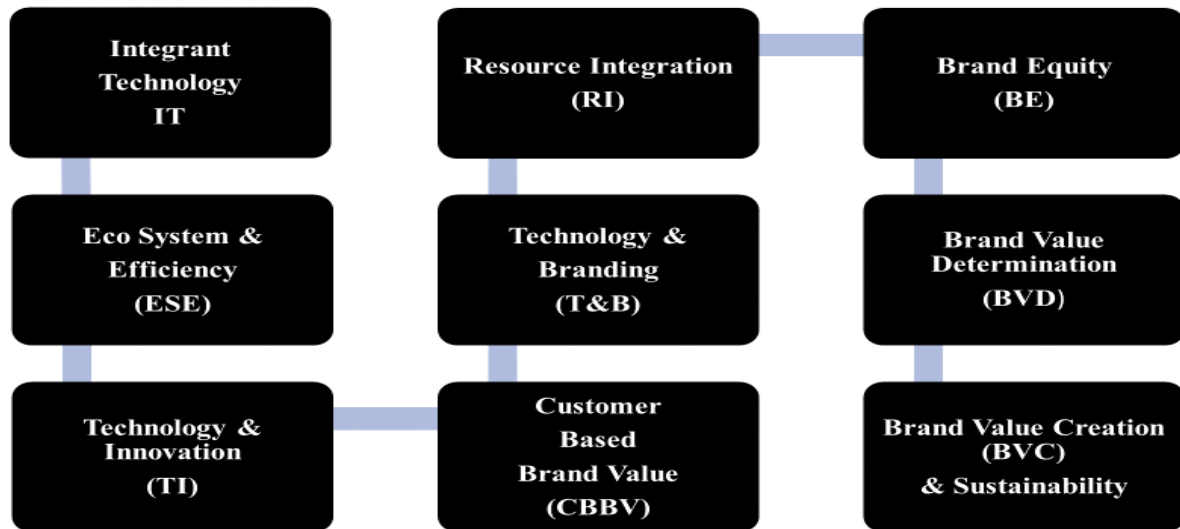 Integrant
Technology
IT
Eco System &
Efficiency
(ESE)
Technology &
Innovation
(TI)
Customer
Based
Brand Value
(CBBV)
Technology &
Branding
(T&B)
Resource Integration
(RI)
Brand Equity
(BE)
Brand Value
Determination
(BVD)
Brand Value Creation
(BVC)
& Sustainability